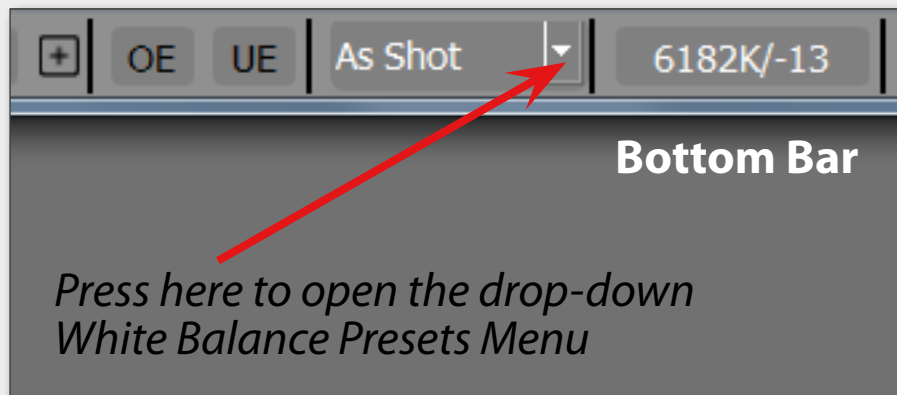 + OE UE As Shot 6182K/-13
Bottom Bar
Press here to open the drop-down
White Balance Presets Menu